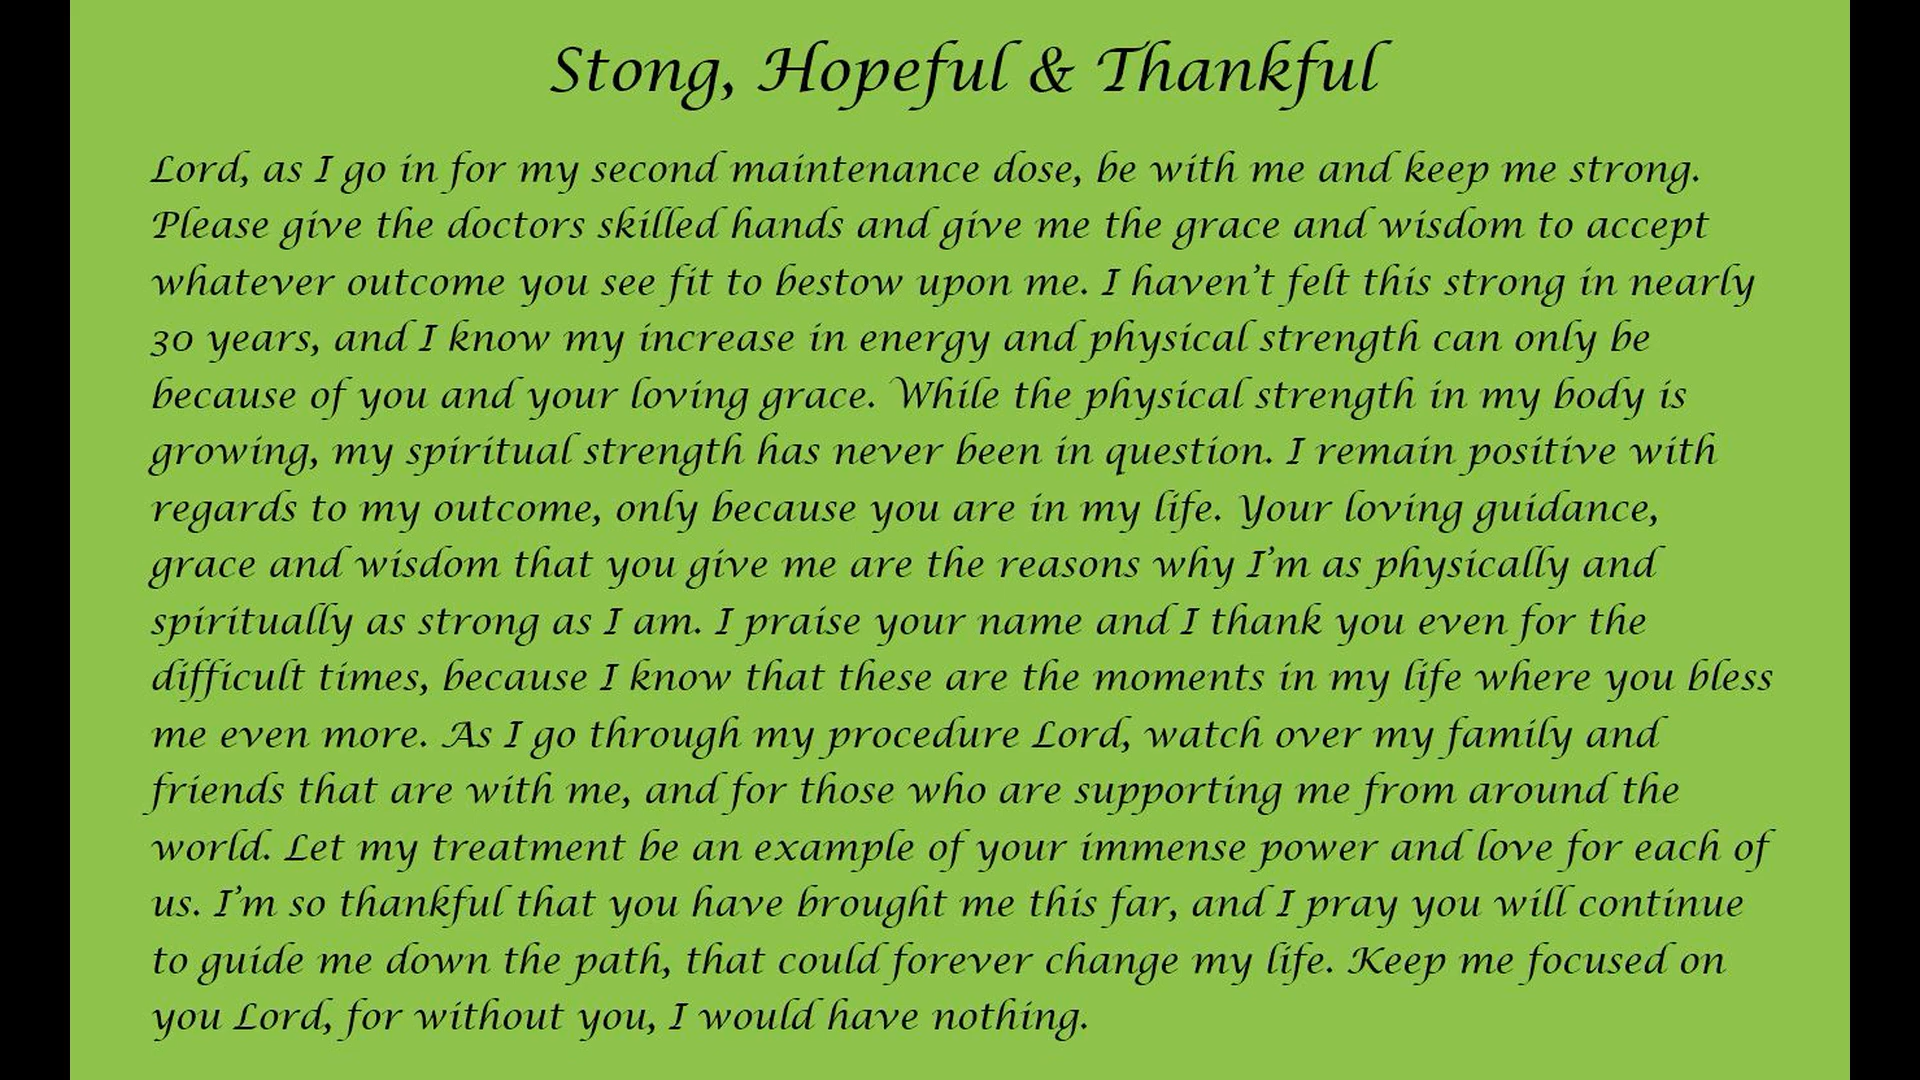 Stong, Hopeful & Thankful
Lord, as I go in for my second maintenance dose, be with me and keep me strong.
Please give the doctors skilled hands and give me the grace and wisdom to accept
whatever outcome you see fit to bestow upon me. I haven't felt this strong in nearly
30 years, and I know my increase in energy and physical strength can only be
because of you and your loving grace. While the physical strength in my body is
growing, my spiritual strength has never been in question. I remain positive with
regards to my outcome, only because you are in my life. Your loving guidance,
grace and wisdom that you give me are the reasons why I'm as physically and
spiritually as strong as I am. I praise your name and I thank you even for the
difficult times, because I know that these are the moments in my life where you bless
me even more. As I go through my procedure Lord, watch over my family and
friends that are with me, and for those who are supporting me from around the
world. Let my treatment be an example of your immense power and love for each of
us. I'm so thankful that you have brought me this far, and I pray you will continue
to guide me down the path, that could forever change my life. Keep me focused on
you Lord, for without you, I would have nothing.